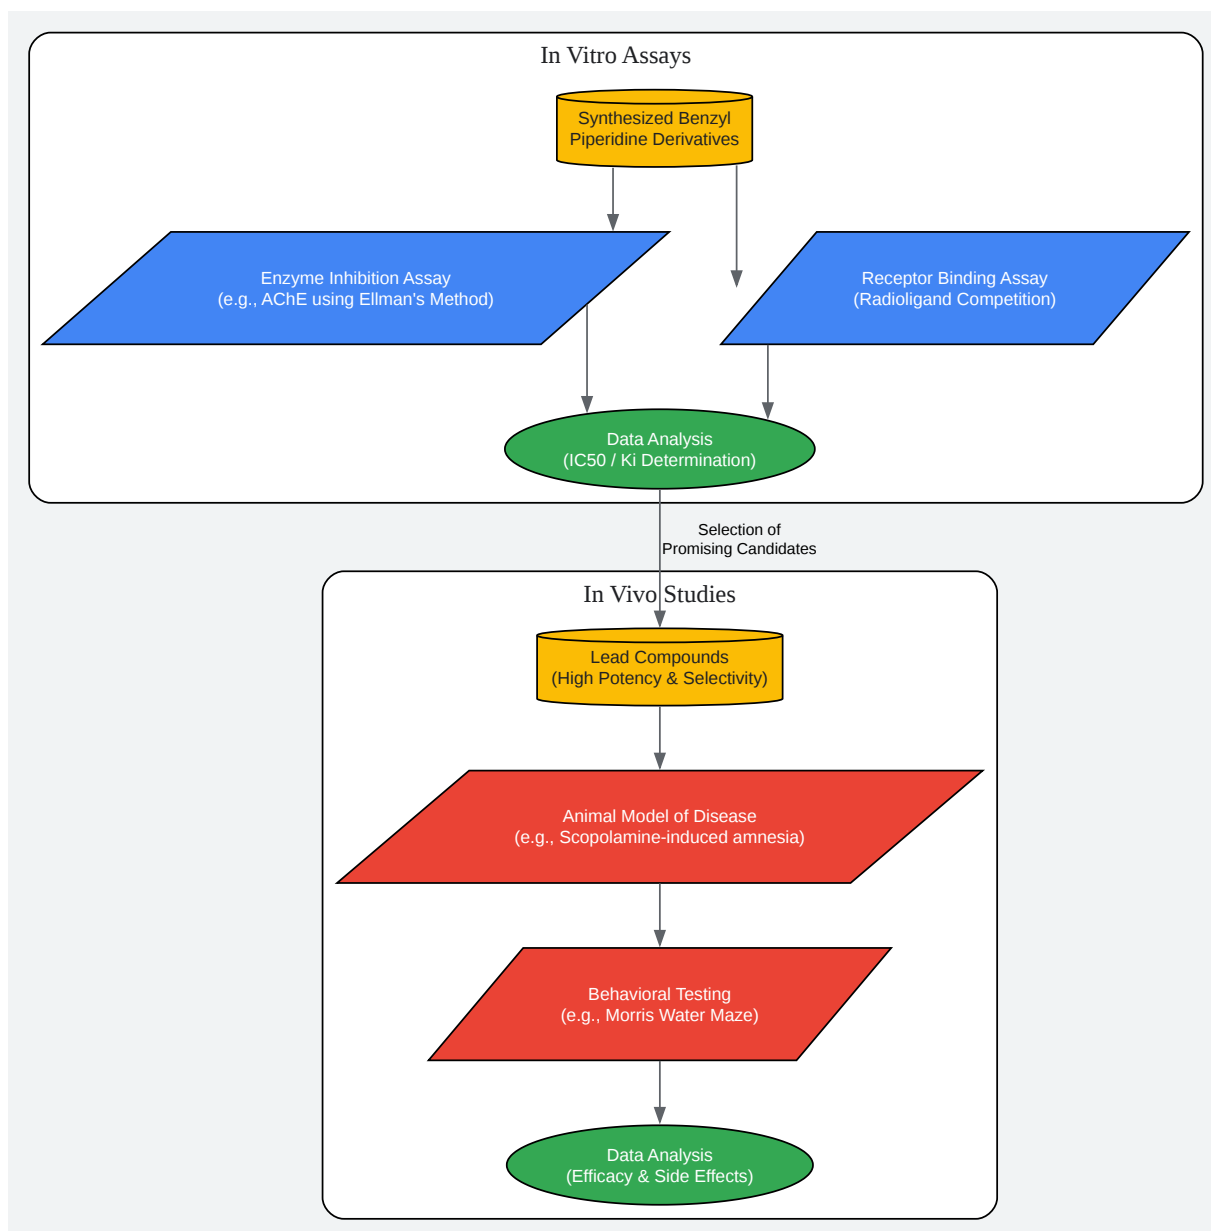 In Vitro Assays
Synthesized Benzyl
Piperidine Derivatives
Enzyme Inhibition Assay
(e.g., AChE using Ellman's Method)
Receptor Binding Assay
(Radioligand Competition)
Data Analysis
(IC50 / Ki Determination)
Selection of
Promising Candidates
In Vivo Studies
Lead Compounds
(High Potency & Selectivity)
Animal Model of Disease
(e.g., Scopolamine-induced amnesia)
Behavioral Testing
(e.g., Morris Water Maze)
Data Analysis
(Efficacy & Side Effects)